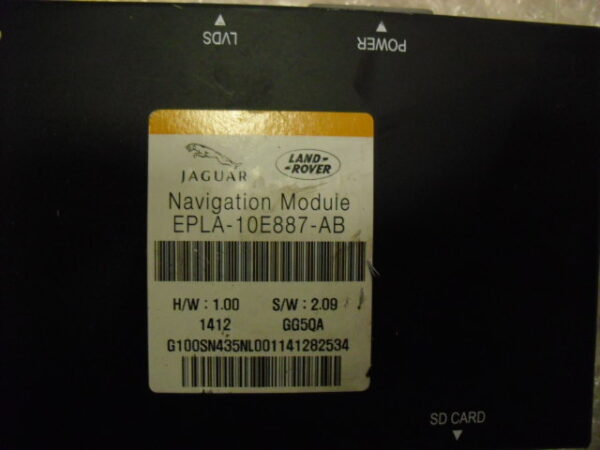 LVDS
POWER
JAGUAR
LAND-
-ROVER
Navigation Module
EPLA-10E887-AB
H/W : 1.00 S/W : 2.09
1412 GG5QA
G100SN435NL001141282534
SD CARD